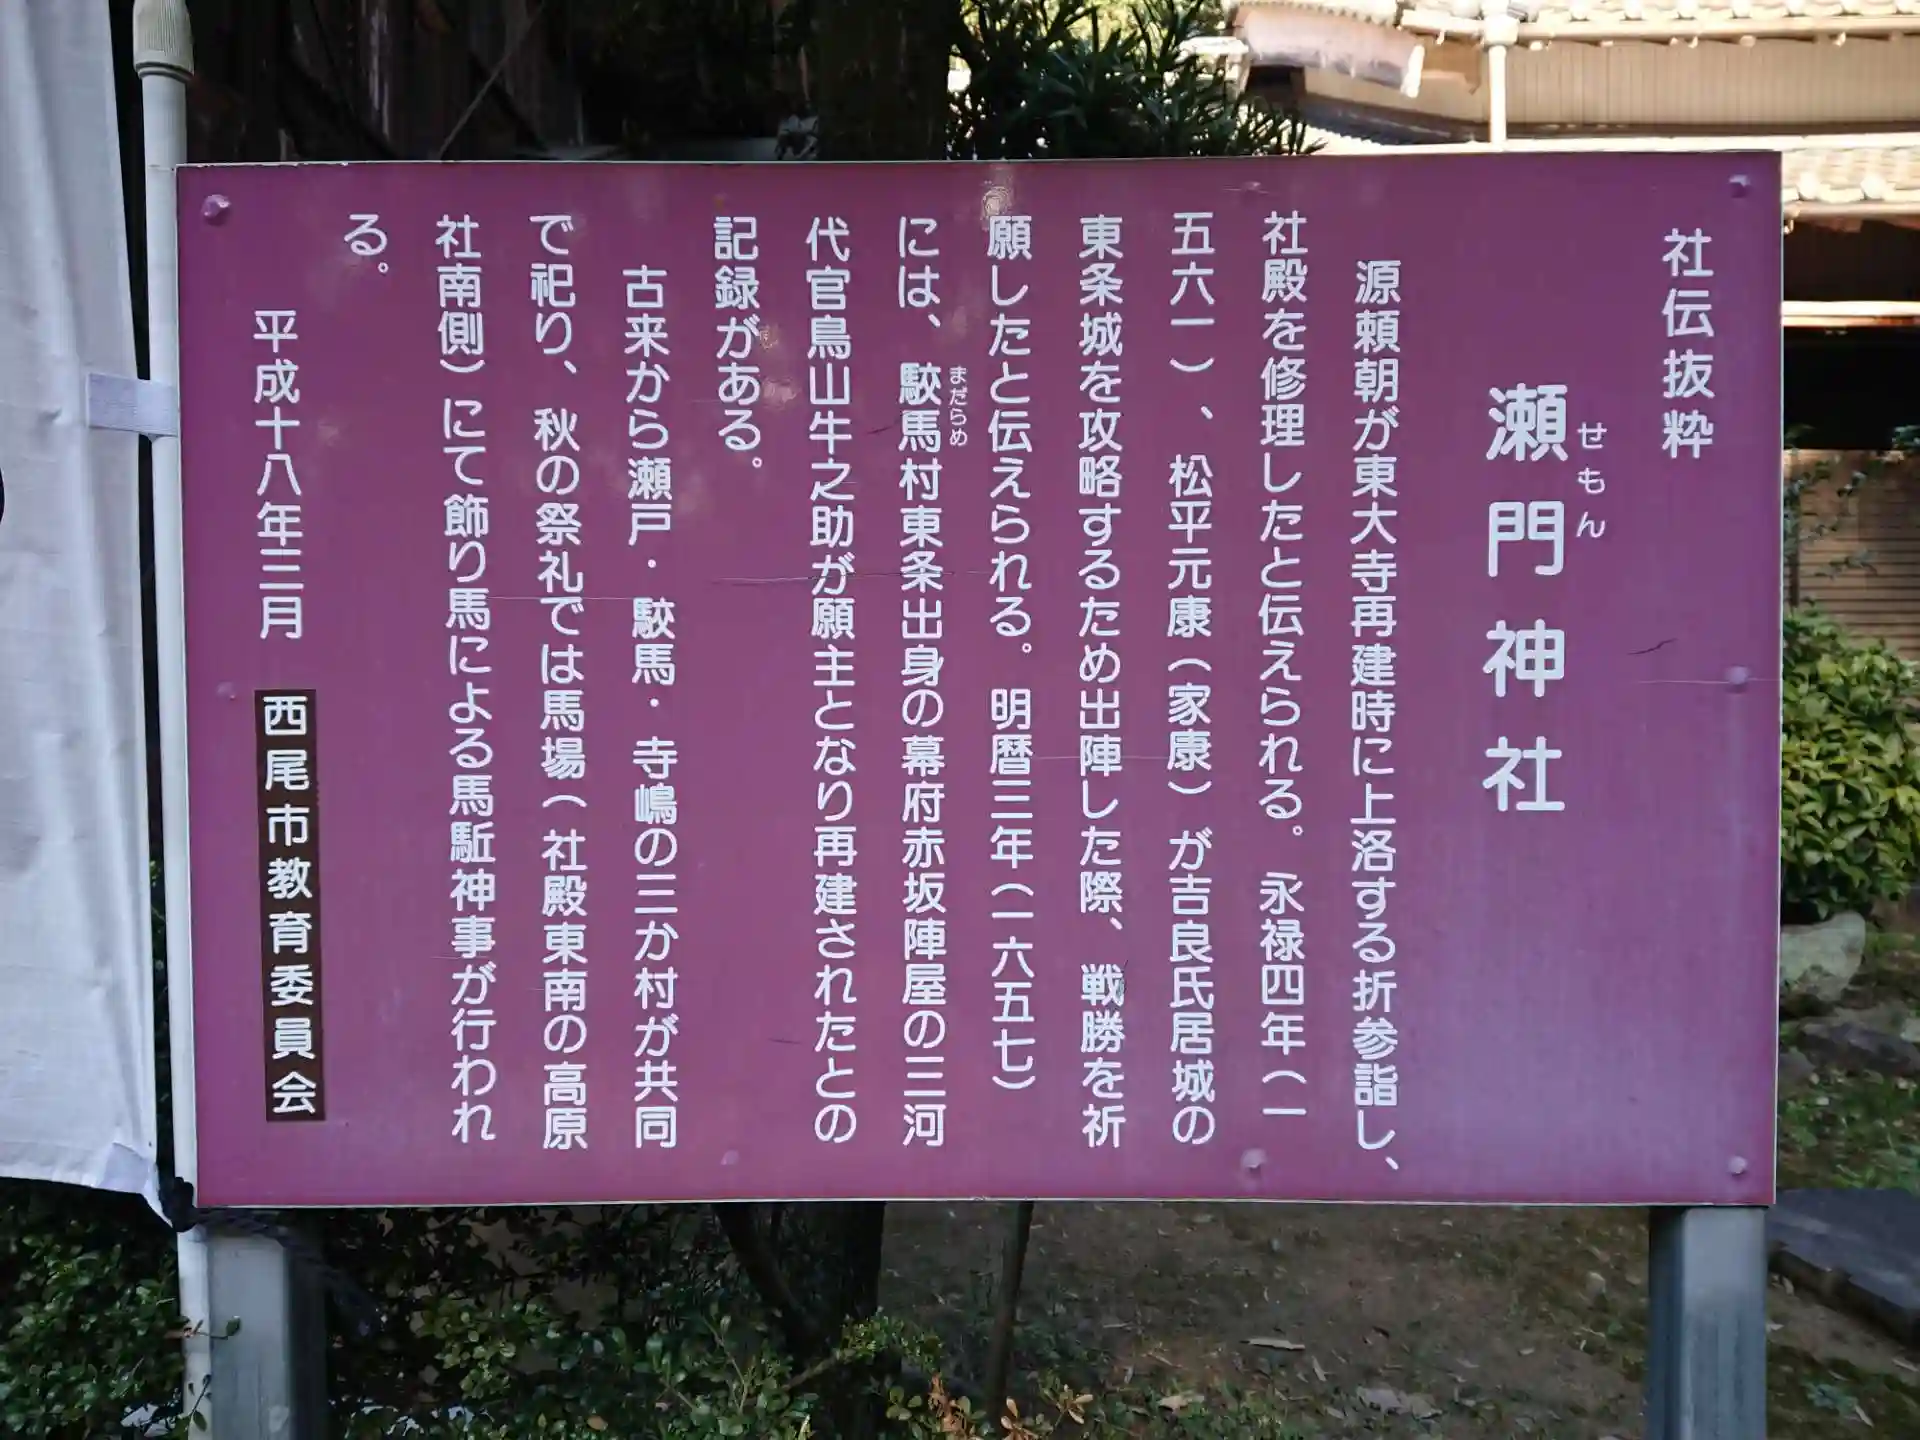 社伝抜粋
せもん
瀬門神社
源頼朝が東大寺再建時に上洛する折参詣し、
社殿を修理したと伝えられる。永禄四年(一
五六一)、松平元康(家康)が吉良氏居城の
東条城を攻略するため出陣した際、戦勝を祈
願したと伝えられる。明暦三年(一六五七)
まだらめ
には、駮馬村東条出身の幕府赤坂陣屋の三河
代官鳥山牛之助が願主となり再建されたとの
記録がある。
古来から瀬戸・駮馬・寺嶋の三か村が共同
で祀り、秋の祭礼では馬場(社殿東南の高原
社南側)にて飾り馬による馬駈神事が行われ
る。
平成十八年三月 西尾市教育委員会